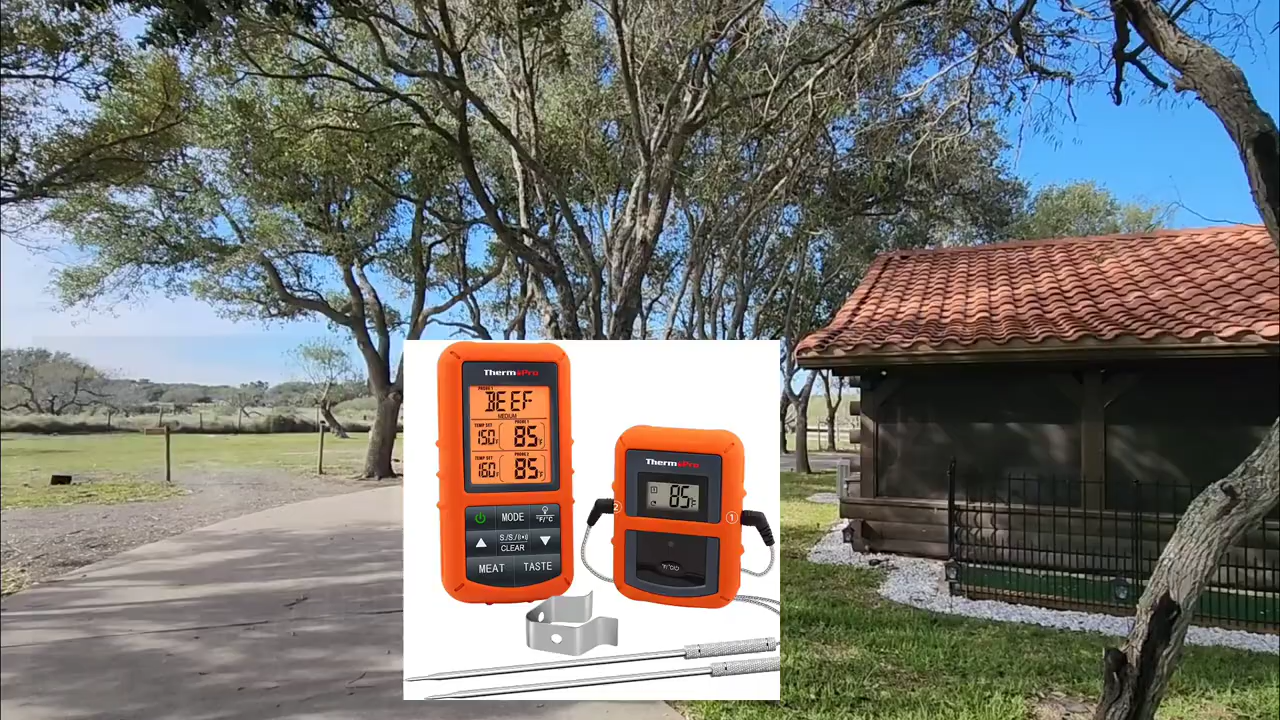 ThermoPro
PROBE 1
BEEF
MEDIUM
TEMP SET PROBE 1
150°F 85°F
TEMP SET PROBE 2
160°F 85°F
MODE °F/°C
S./S./
CLEAR
MEAT TASTE
ThermoPro
85°F
2
1